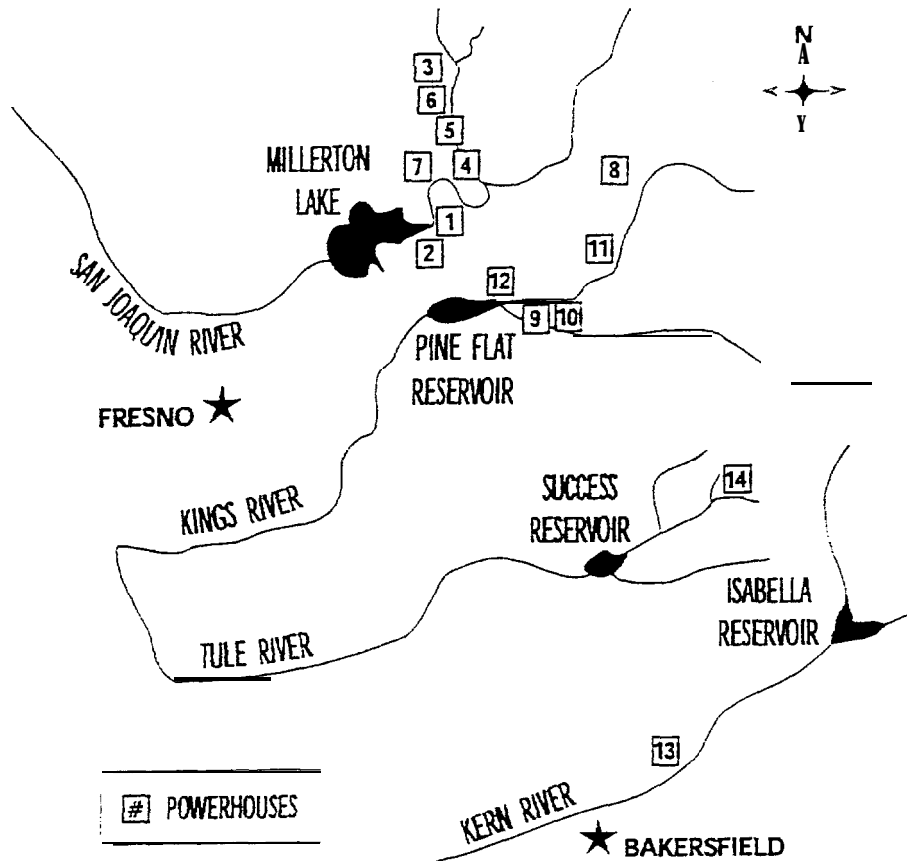 N
A
Y
3
6
5
7
4
8
MILLERTON
LAKE
1
2
11
SAN JOAQUIN RIVER
12
9
10
PINE FLAT
RESERVOIR
FRESNO
KINGS RIVER
SUCCESS
RESERVOIR
14
ISABELLA
RESERVOIR
TULE RIVER
13
# POWERHOUSES
KERN RIVER
BAKERSFIELD